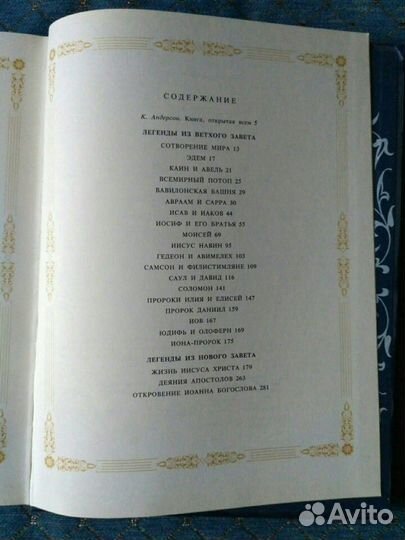 СОДЕРЖАНИЕ
К. Андерсон. Книга, открытая всем 5
ЛЕГЕНДЫ ИЗ ВЕТХОГО ЗАВЕТА
СОТВОРЕНИЕ МИРА 13
ЭДЕМ 17
КАИН И АВЕЛЬ 21
ВСЕМИРНЫЙ ПОТОП 25
ВАВИЛОНСКАЯ БАШНЯ 29
АВРААМ И САРРА 30
ИСАВ И ИАКОВ 44
ИОСИФ И ЕГО БРАТЬЯ 55
МОИСЕЙ 69
ИИСУС НАВИН 95
ГЕДЕОН И АВИМЕЛЕХ 103
САМСОН И ФИЛИСТИМЛЯНЕ 109
САУЛ И ДАВИД 116
СОЛОМОН 141
ПРОРОКИ ИЛИЯ И ЕЛИСЕЙ 147
ПРОРОК ДАНИИЛ 159
ИОВ 167
ЮДИФЬ И ОЛОФЕРН 169
ИОНА-ПРОРОК 175
ЛЕГЕНДЫ ИЗ НОВОГО ЗАВЕТА
ЖИЗНЬ ИИСУСА ХРИСТА 179
ДЕЯНИЯ АПОСТОЛОВ 263
ОТКРОВЕНИЕ ИОАННА БОГОСЛОВА 281
Avito